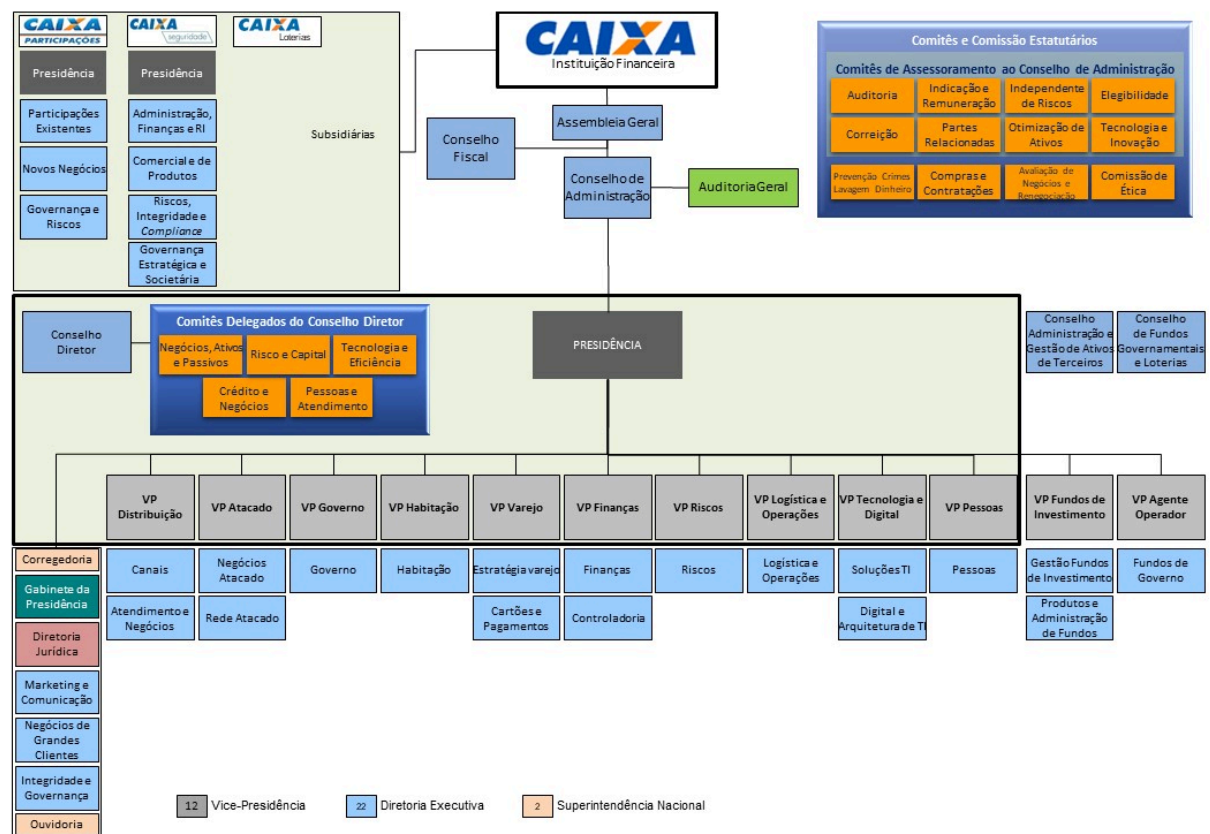 CAIXA
PARTICIPAÇÕES
CAIXA
seguridade
CAIXA
Loterias
Presidência
Presidência
Participações
Existentes
Administração,
Finanças e RI
Novos Negócios
Comercial e de
Produtos
Governança e
Riscos
Riscos,
Integridade e
Compliance
Governança
Estratégica e
Societária
Subsidiárias
CAIXA
Instituição Financeira
Assembleia Geral
Conselho
Fiscal
Conselho de
Administração
Auditoria Geral
Comitês e Comissão Estatutários
Comitês de Assessoramento ao Conselho de Administração
Auditoria
Indicação e
Remuneração
Independente
de Riscos
Elegibilidade
Correição
Partes
Relacionadas
Otimização de
Ativos
Tecnologia e
Inovação
Prevenção Crimes
Lavagem Dinheiro
Compras e
Contratações
Avaliação de
Negócios e
Renegociação
Comissão de
Ética
Conselho
Diretor
Comitês Delegados do Conselho Diretor
Negócios, Ativos
e Passivos
Risco e Capital
Tecnologia e
Eficiência
Crédito e
Negócios
Pessoas e
Atendimento
PRESIDÊNCIA
Conselho
Administração e
Gestão de Ativos
de Terceiros
Conselho
de Fundos
Governamentais
e Loterias
VP
Distribuição
VP Atacado
VP Governo
VP Habitação
VP Varejo
VP Finanças
VP Riscos
VP Logística e
Operações
VP Tecnologia e
Digital
VP Pessoas
VP Fundos de
Investimento
VP Agente
Operador
Corregedoria
Gabinete da
Presidência
Diretoria
Jurídica
Marketing e
Comunicação
Negócios de
Grandes
Clientes
Integridade e
Governança
Ouvidoria
Canais
Negócios
Atacado
Governo
Habitação
Estratégia varejo
Finanças
Riscos
Logística e
Operações
Soluções TI
Pessoas
Gestão Fundos
de Investimento
Fundos de
Governo
Atendimento e
Negócios
Rede Atacado
Cartões e
Pagamentos
Controladoria
Digital e
Arquitetura de TI
Produtos e
Administração
de Fundos
12 Vice-Presidência
22 Diretoria Executiva
2 Superintendência Nacional